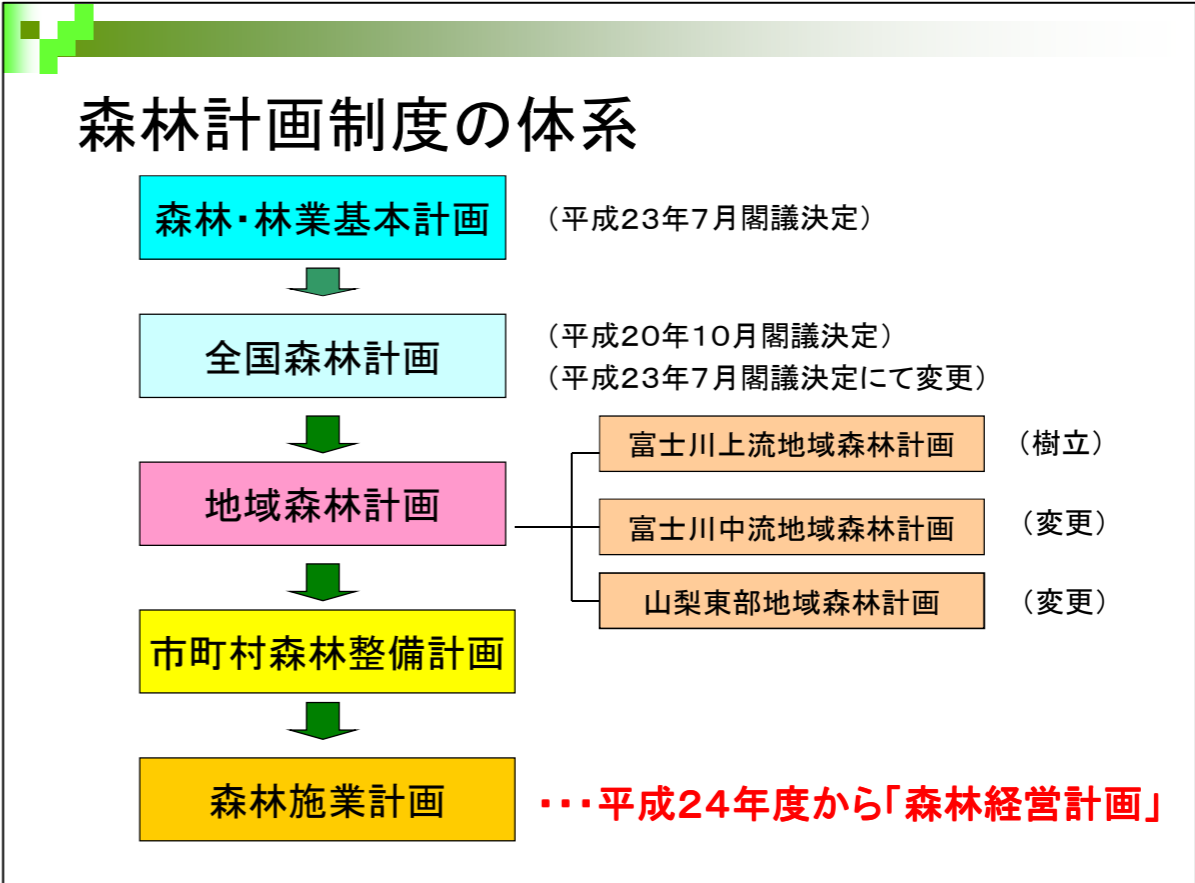 森林計画制度の体系
森林・林業基本計画
（平成２３年７月閣議決定）
全国森林計画
（平成２０年１０月閣議決定）
（平成２３年７月閣議決定にて変更）
地域森林計画
富士川上流地域森林計画
（樹立）
富士川中流地域森林計画
（変更）
山梨東部地域森林計画
（変更）
市町村森林整備計画
森林施業計画
・・・平成２４年度から「森林経営計画」